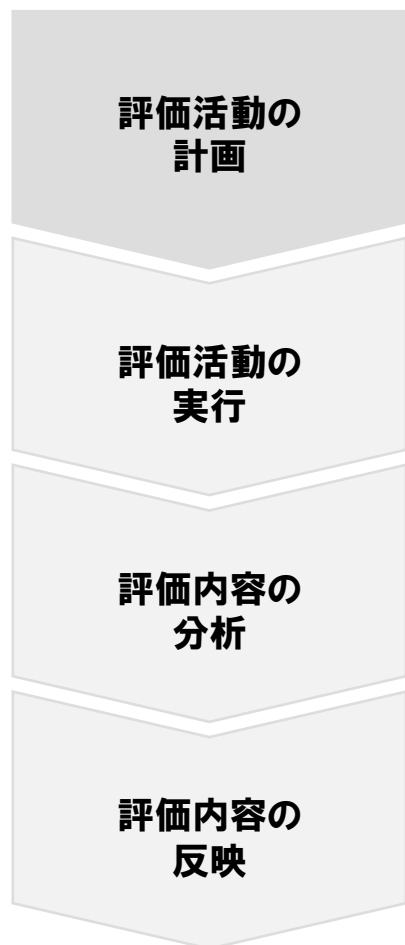 評価活動の
計画
評価活動の
実行
評価内容の
分析
評価内容の
反映